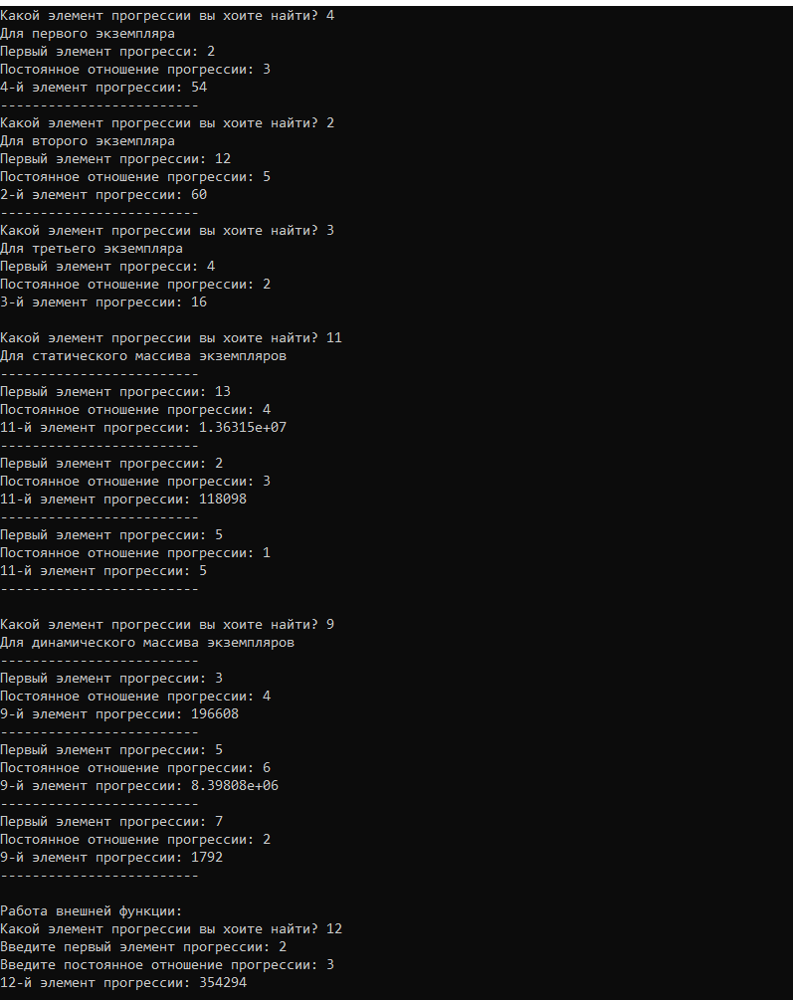 Какой элемент прогрессии вы хоите найти? 4
Для первого экземпляра
Первый элемент прогресси: 2
Постоянное отношение прогрессии: 3
4-й элемент прогрессии: 54
-------------------------
Какой элемент прогрессии вы хоите найти? 2
Для второго экземпляра
Первый элемент прогрессии: 12
Постоянное отношение прогрессии: 5
2-й элемент прогрессии: 60
-------------------------
Какой элемент прогрессии вы хоите найти? 3
Для третьего экземпляра
Первый элемент прогресси: 4
Постоянное отношение прогрессии: 2
3-й элемент прогрессии: 16
Какой элемент прогрессии вы хоите найти? 11
Для статического массива экземпляров
-------------------------
Первый элемент прогрессии: 13
Постоянное отношение прогрессии: 4
11-й элемент прогрессии: 1.36315e+07
-------------------------
Первый элемент прогрессии: 2
Постоянное отношение прогрессии: 3
11-й элемент прогрессии: 118098
-------------------------
Первый элемент прогрессии: 5
Постоянное отношение прогрессии: 1
11-й элемент прогрессии: 5
-------------------------
Какой элемент прогрессии вы хоите найти? 9
Для динамического массива экземпляров
-------------------------
Первый элемент прогрессии: 3
Постоянное отношение прогрессии: 4
9-й элемент прогрессии: 196608
-------------------------
Первый элемент прогрессии: 5
Постоянное отношение прогрессии: 6
9-й элемент прогрессии: 8.39808e+06
-------------------------
Первый элемент прогрессии: 7
Постоянное отношение прогрессии: 2
9-й элемент прогрессии: 1792
-------------------------
Работа внешней функции:
Какой элемент прогрессии вы хоите найти? 12
Введите первый элемент прогрессии: 2
Введите постоянное отношение прогрессии: 3
12-й элемент прогрессии: 354294